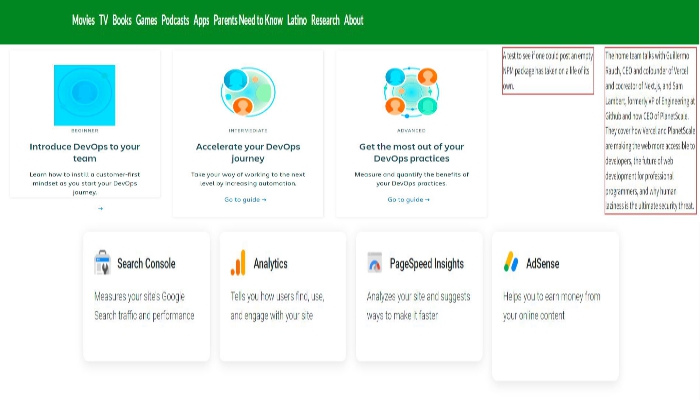 Movies TV Books Games Podcasts Apps Parents Need to Know Latino Research About
BEGINNER
Introduce DevOps to your
team
Learn how to instill a customer-first
mindset as you start your DevOps
journey.
→
INTERMEDIATE
Accelerate your DevOps
journey
Take your way of working to the next
level by increasing automation.
Go to guide →
ADVANCED
Get the most out of your
DevOps practices
Measure and quantify the benefits of
your DevOps practices.
Go to guide →
A test to see if one could post an empty
NPM package has taken on a life of its
own.
The home team talks with Guillermo
Rauch, CEO and cofounder of Vercel
and cocreator of Next.js, and Sam
Lambert, formerly VP of Engineering at
Github and now CEO of PlanetScale.
They cover how Vercel and PlanetScale
are making the web more accessible to
developers, the future of web
development for professional
programmers, and why human
laziness is the ultimate security threat.
Search Console
Measures your site's Google
Search traffic and performance
Analytics
Tells you how users find, use,
and engage with your site
PageSpeed Insights
Analyzes your site and suggests
ways to make it faster
AdSense
Helps you to earn money from
your online content